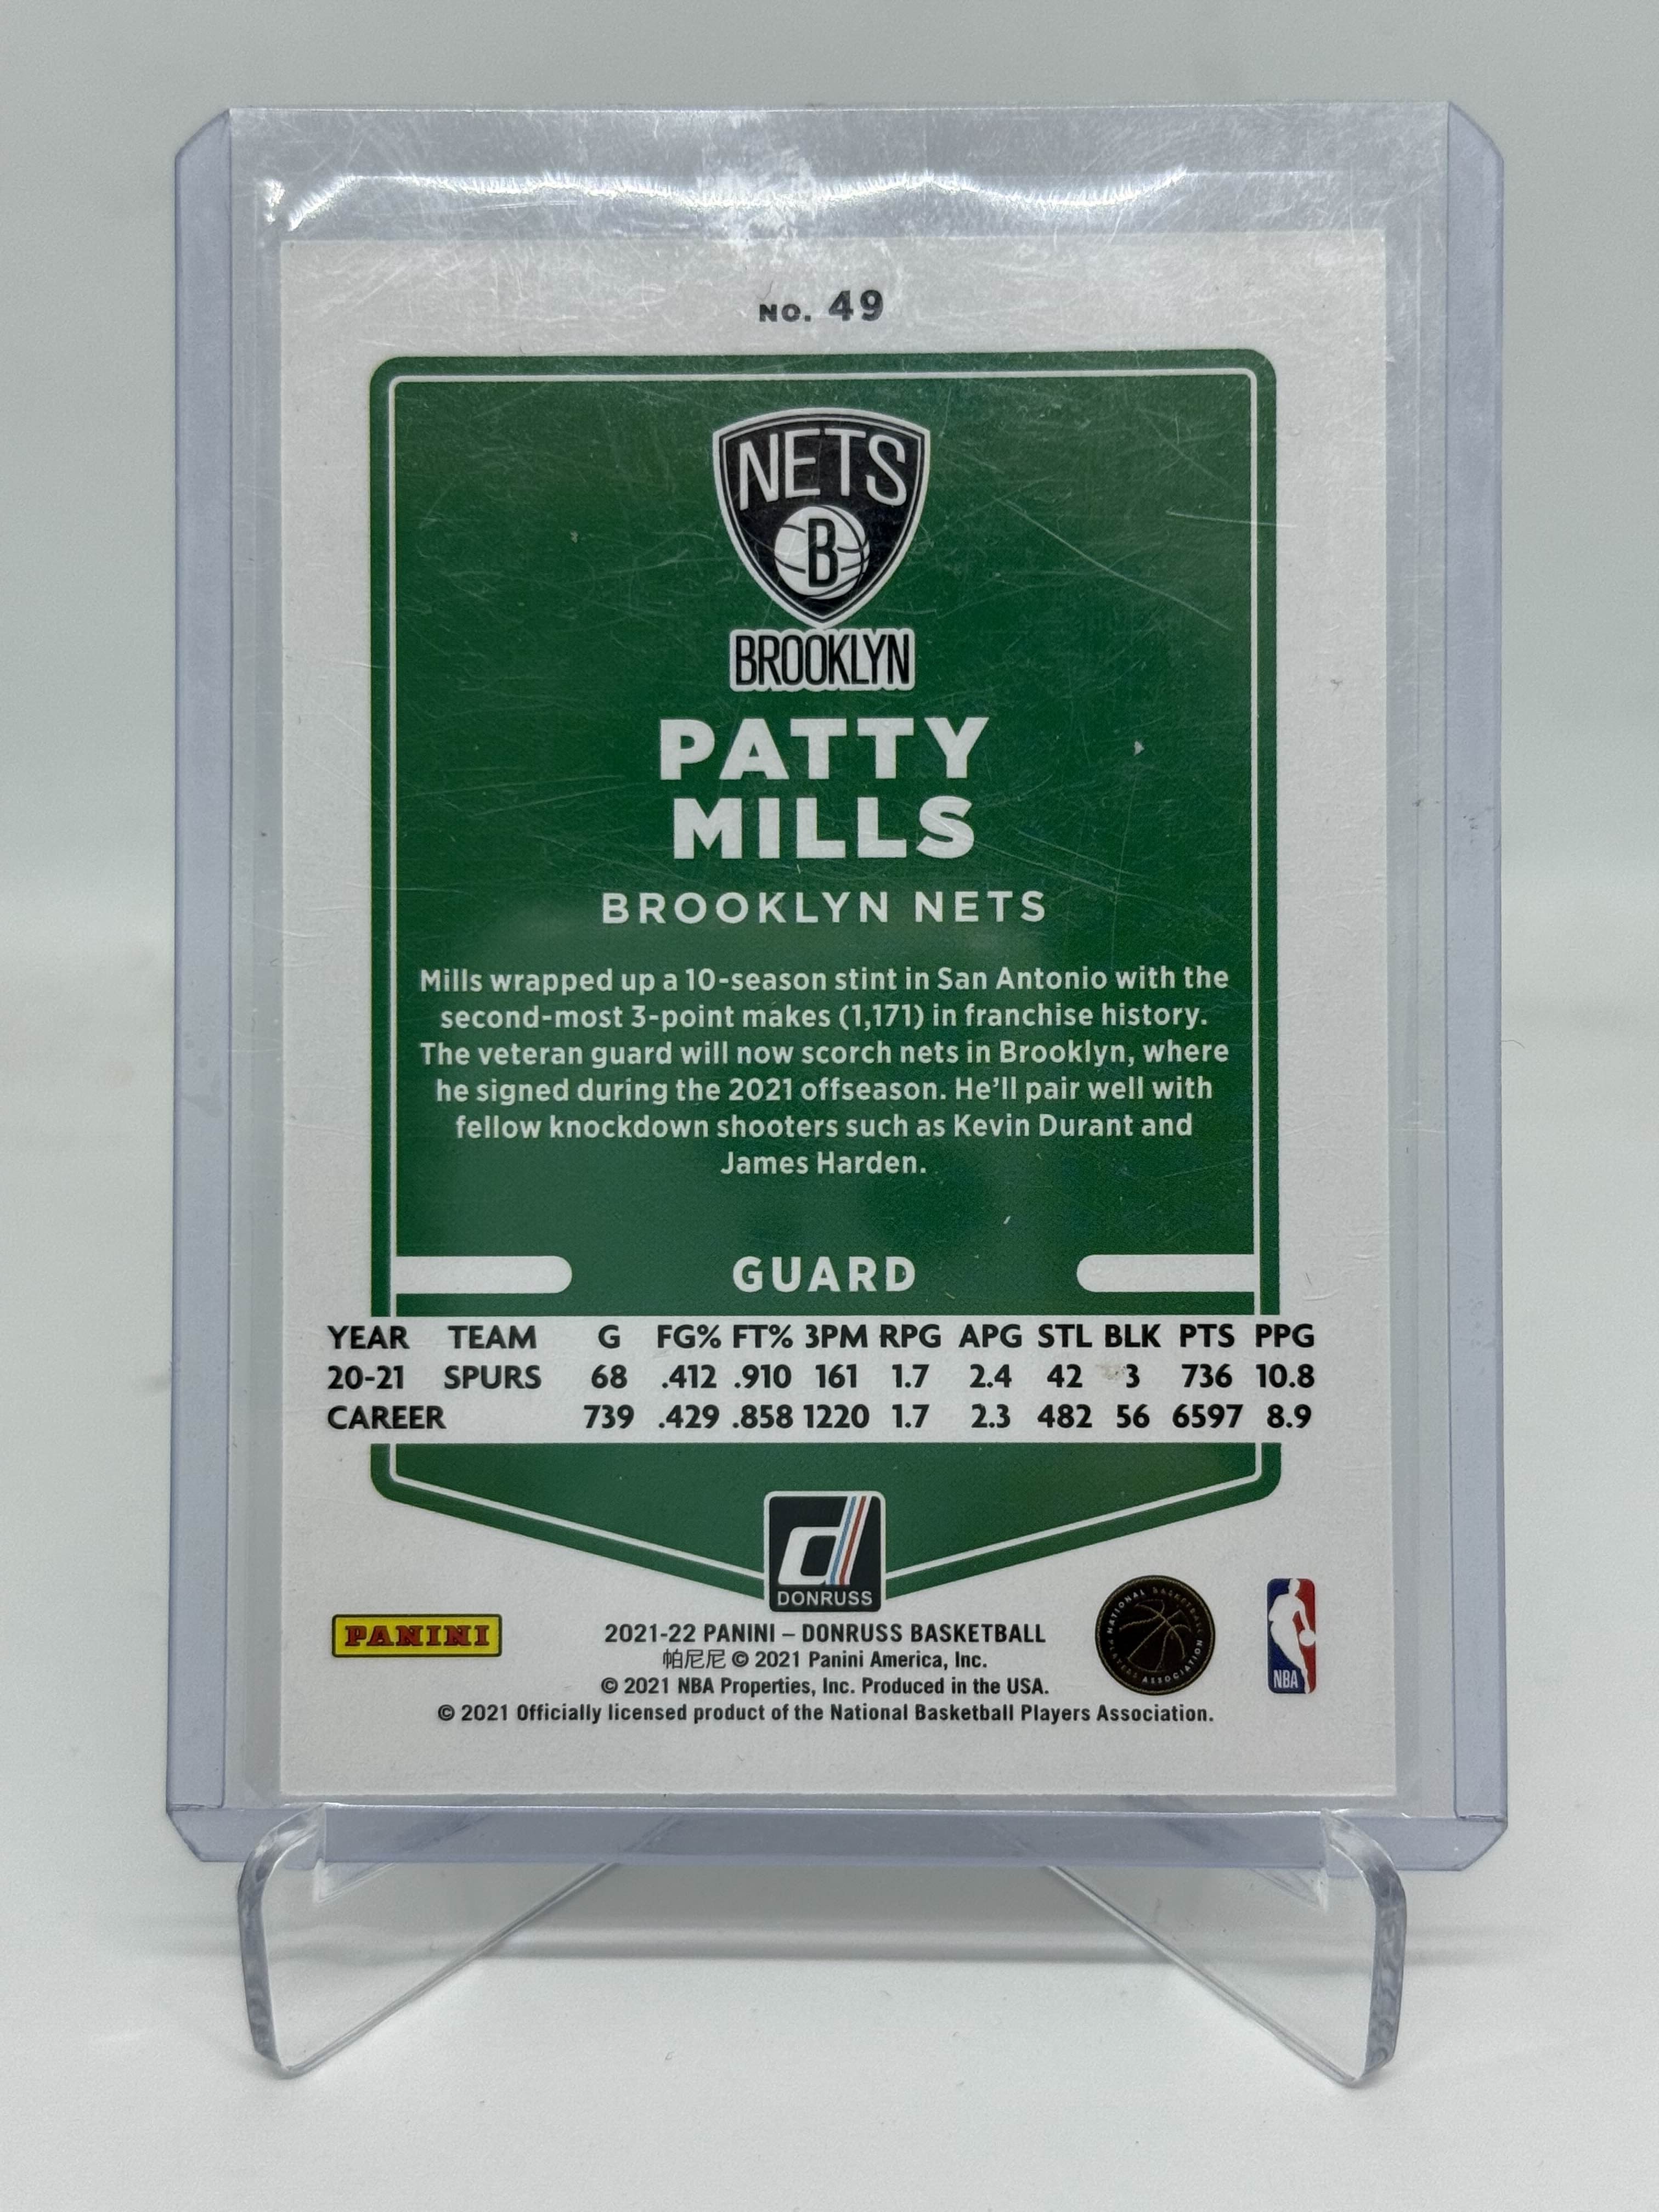 NO. 49
NETS
B
BROOKLYN
PATTY
MILLS
BROOKLYN NETS
Mills wrapped up a 10-season stint in San Antonio with the
second-most 3-point makes (1,171) in franchise history.
The veteran guard will now scorch nets in Brooklyn, where
he signed during the 2021 offseason. He'll pair well with
fellow knockdown shooters such as Kevin Durant and
James Harden.
GUARD
YEAR TEAM G FG% FT% 3PM RPG APG STL BLK PTS PPG
20-21 SPURS 68 .412 .910 161 1.7 2.4 42 3 736 10.8
CAREER 739 .429 .858 1220 1.7 2.3 482 56 6597 8.9
d
DONRUSS
PANINI
2021-22 PANINI – DONRUSS BASKETBALL
帕尼尼 © 2021 Panini America, Inc.
© 2021 NBA Properties, Inc. Produced in the USA.
© 2021 Officially licensed product of the National Basketball Players Association.
NATIONAL BASKETBALL PLAYERS ASSOCIATION
NBA